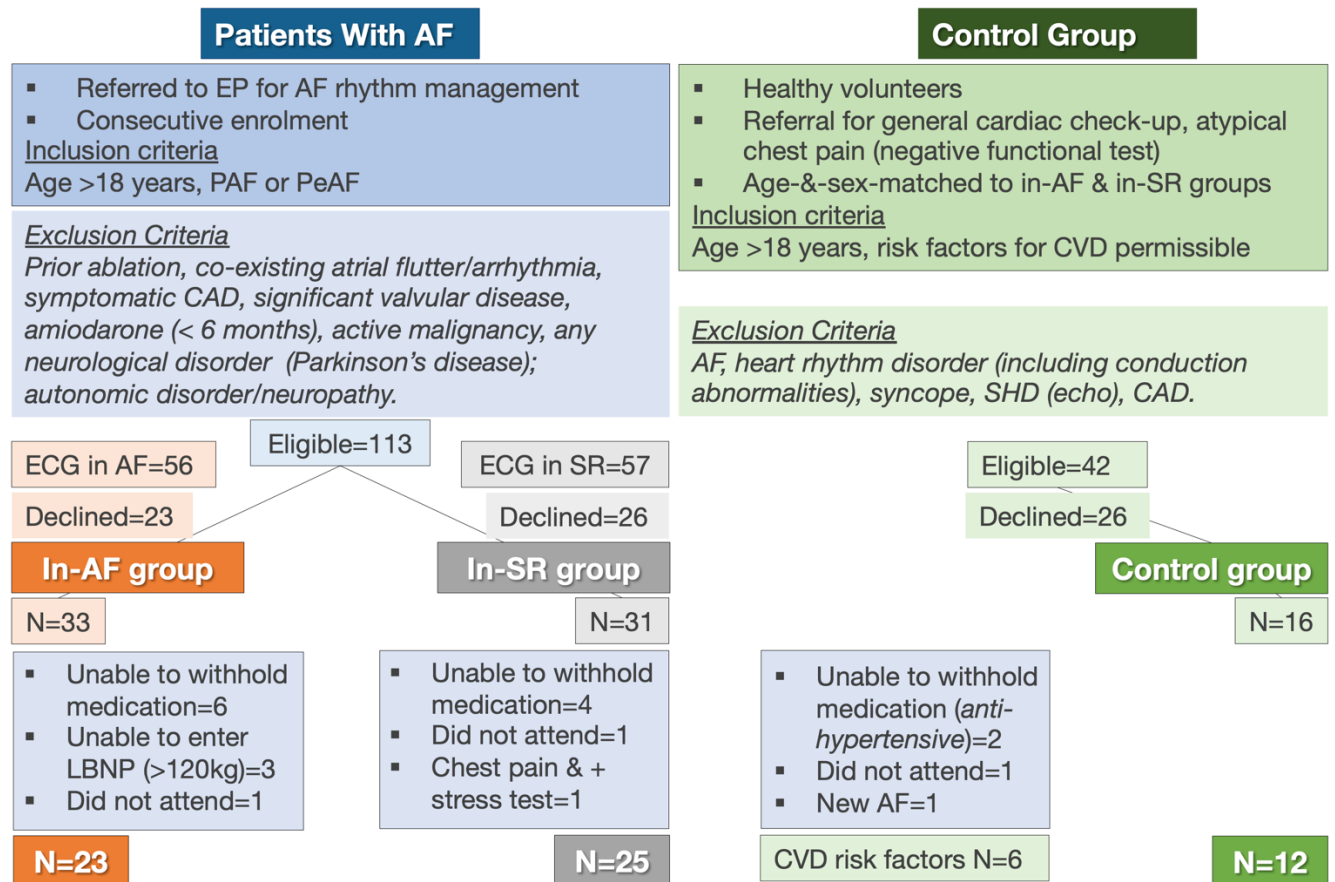 Patients With AF
▪ Referred to EP for AF rhythm management
▪ Consecutive enrolment
Inclusion criteria
Age >18 years, PAF or PeAF
Exclusion Criteria
Prior ablation, co-existing atrial flutter/arrhythmia,
symptomatic CAD, significant valvular disease,
amiodarone (< 6 months), active malignancy, any
neurological disorder (Parkinson's disease);
autonomic disorder/neuropathy.
Control Group
▪ Healthy volunteers
▪ Referral for general cardiac check-up, atypical
chest pain (negative functional test)
▪ Age-&-sex-matched to in-AF & in-SR groups
Inclusion criteria
Age >18 years, risk factors for CVD permissible
Exclusion Criteria
AF, heart rhythm disorder (including conduction
abnormalities), syncope, SHD (echo), CAD.
Eligible=113
ECG in AF=56
Declined=23
In-AF group
N=33
▪ Unable to withhold
medication=6
▪ Unable to enter
LBNP (>120kg)=3
▪ Did not attend=1
N=23
ECG in SR=57
Declined=26
In-SR group
N=31
▪ Unable to withhold
medication=4
▪ Did not attend=1
▪ Chest pain & +
stress test=1
N=25
Eligible=42
Declined=26
Control group
N=16
▪ Unable to withhold
medication (anti-
hypertensive)=2
▪ Did not attend=1
▪ New AF=1
CVD risk factors N=6
N=12